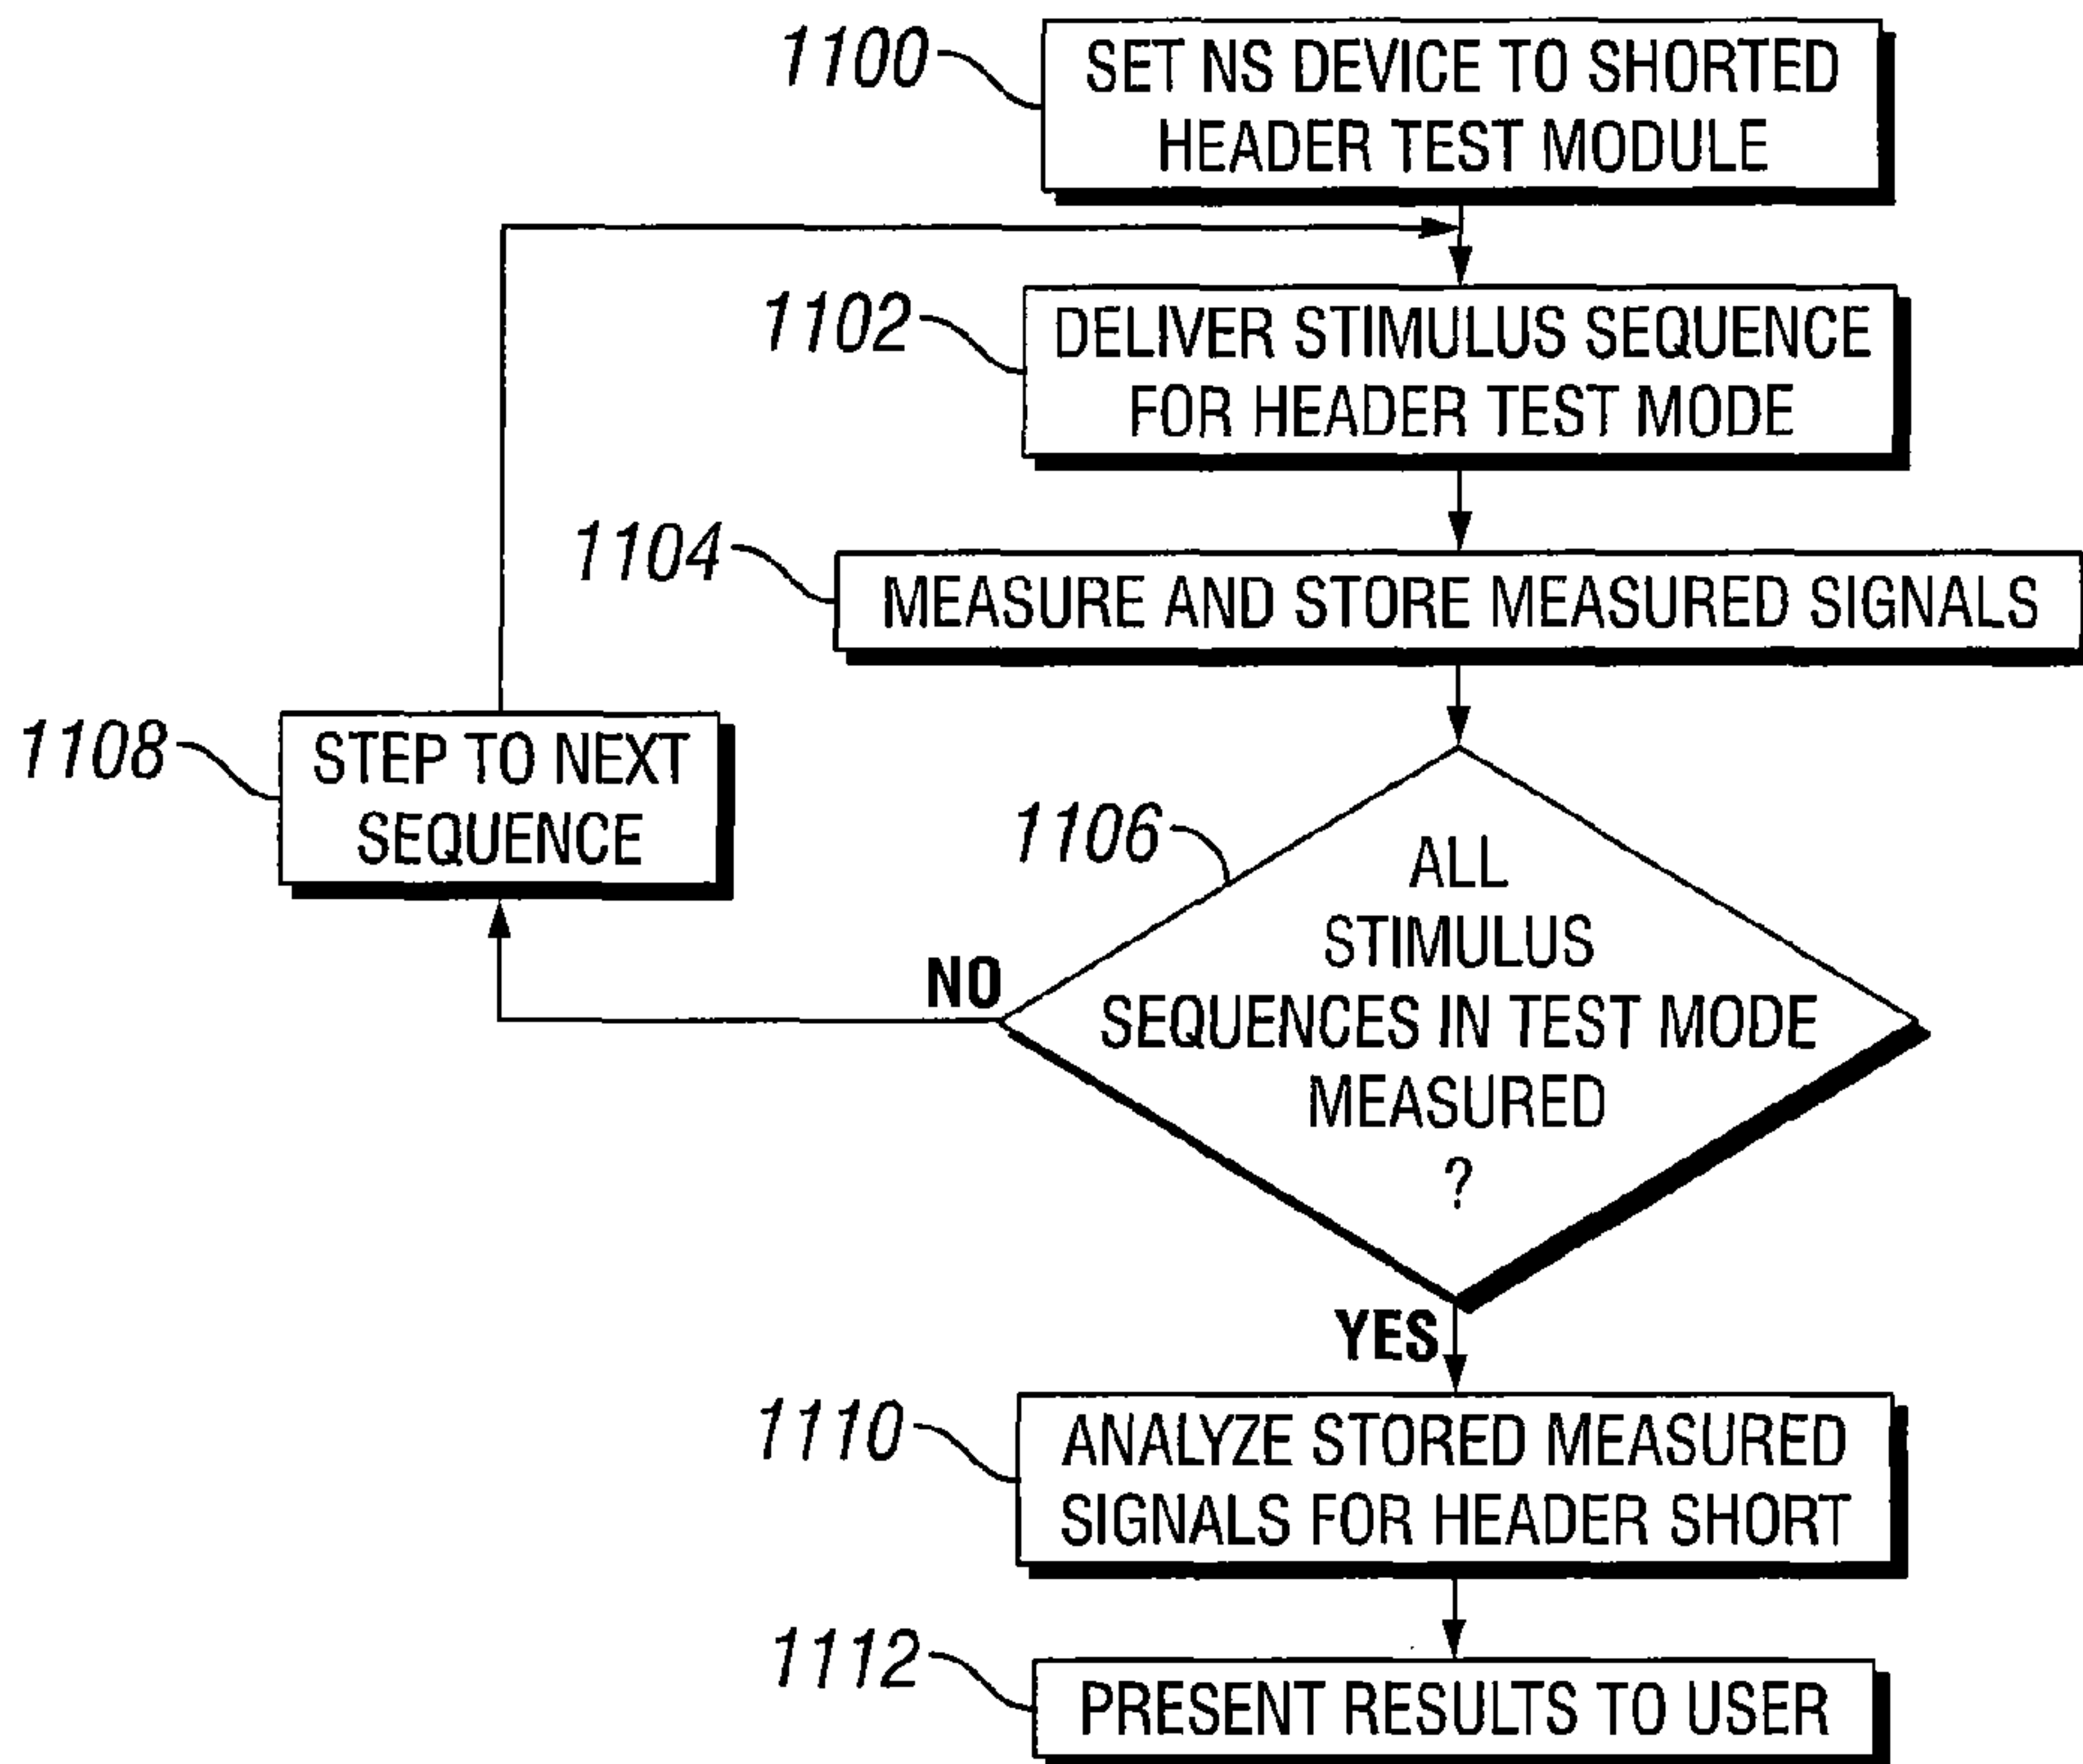 1100
SET NS DEVICE TO SHORTED
HEADER TEST MODULE
1102
DELIVER STIMULUS SEQUENCE
FOR HEADER TEST MODE
1104
MEASURE AND STORE MEASURED SIGNALS
1108
STEP TO NEXT
SEQUENCE
1106
ALL
STIMULUS
SEQUENCES IN TEST MODE
MEASURED
?
NO
YES
1110
ANALYZE STORED MEASURED
SIGNALS FOR HEADER SHORT
1112
PRESENT RESULTS TO USER